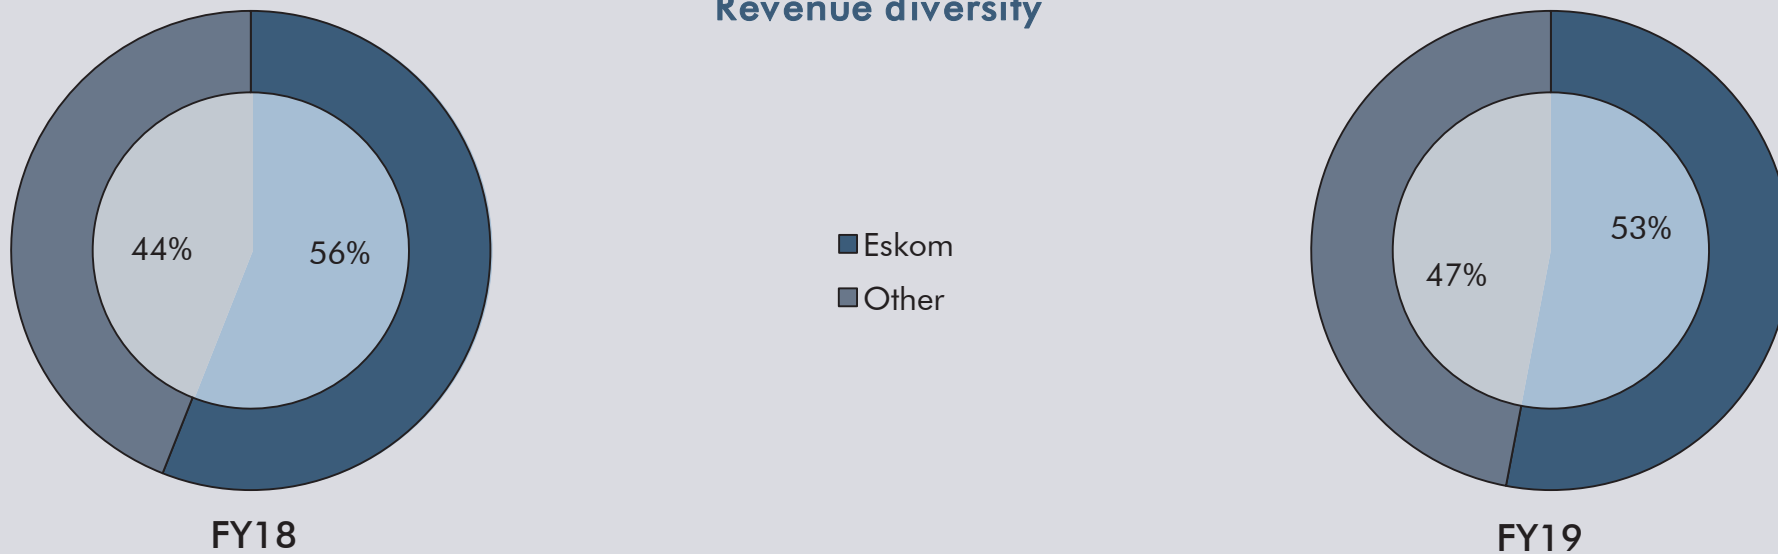 Revenue diversity
44%
56%
Eskom
Other
53%
47%
FY18
FY19